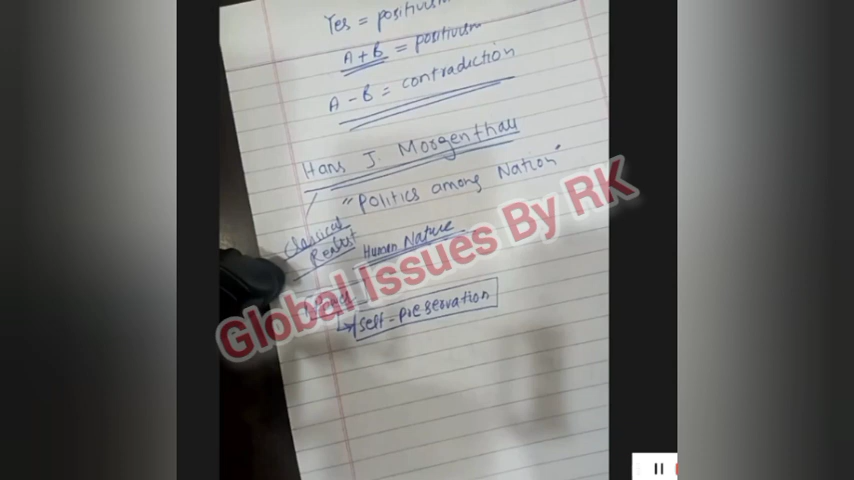 Yes = positivism
A + B = positivism
A - B = contradiction
Hans J. Morgenthau
"Politics among Nation"
Classical
Realist
Human Nature
Self-preservation
Global Issues By RK